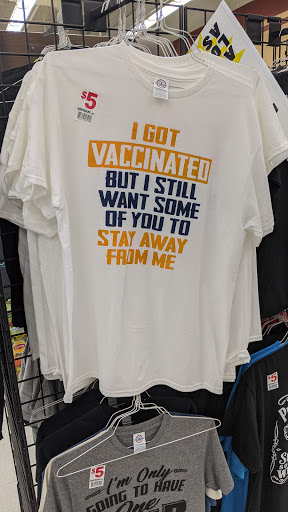 $5
I GOT
VACCINATED
BUT I STILL
WANT SOME
OF YOU TO
STAY AWAY
FROM ME
$5
$5
I'm Only
GOING TO HAVE
One